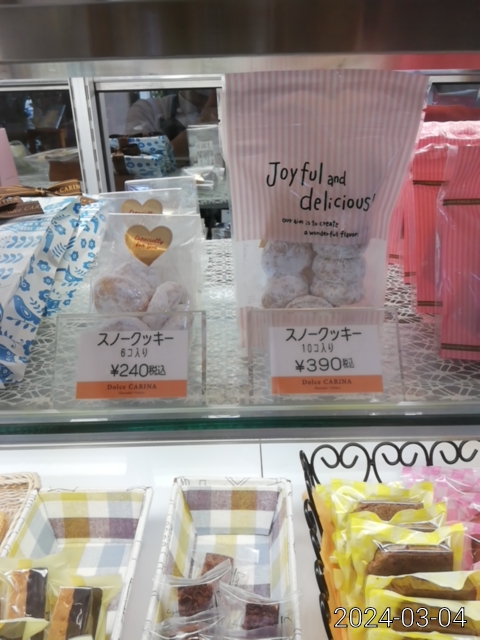 CARINA
Joyful and
delicious!
Our aim is to create
a wonderful flavor.
スノークッキー
6コ入り
¥240税込
Dolce CARINA
スノークッキー
10コ入り
¥390税込
Dolce CARINA
2024-03-04